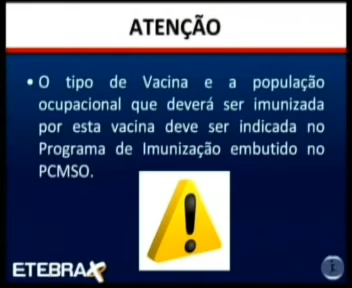 ATENÇÃO
• O tipo de Vacina e a população
ocupacional que deverá ser imunizada
por esta vacina deve ser indicada no
Programa de Imunização embutido no
PCMSO.
ETEBRAX